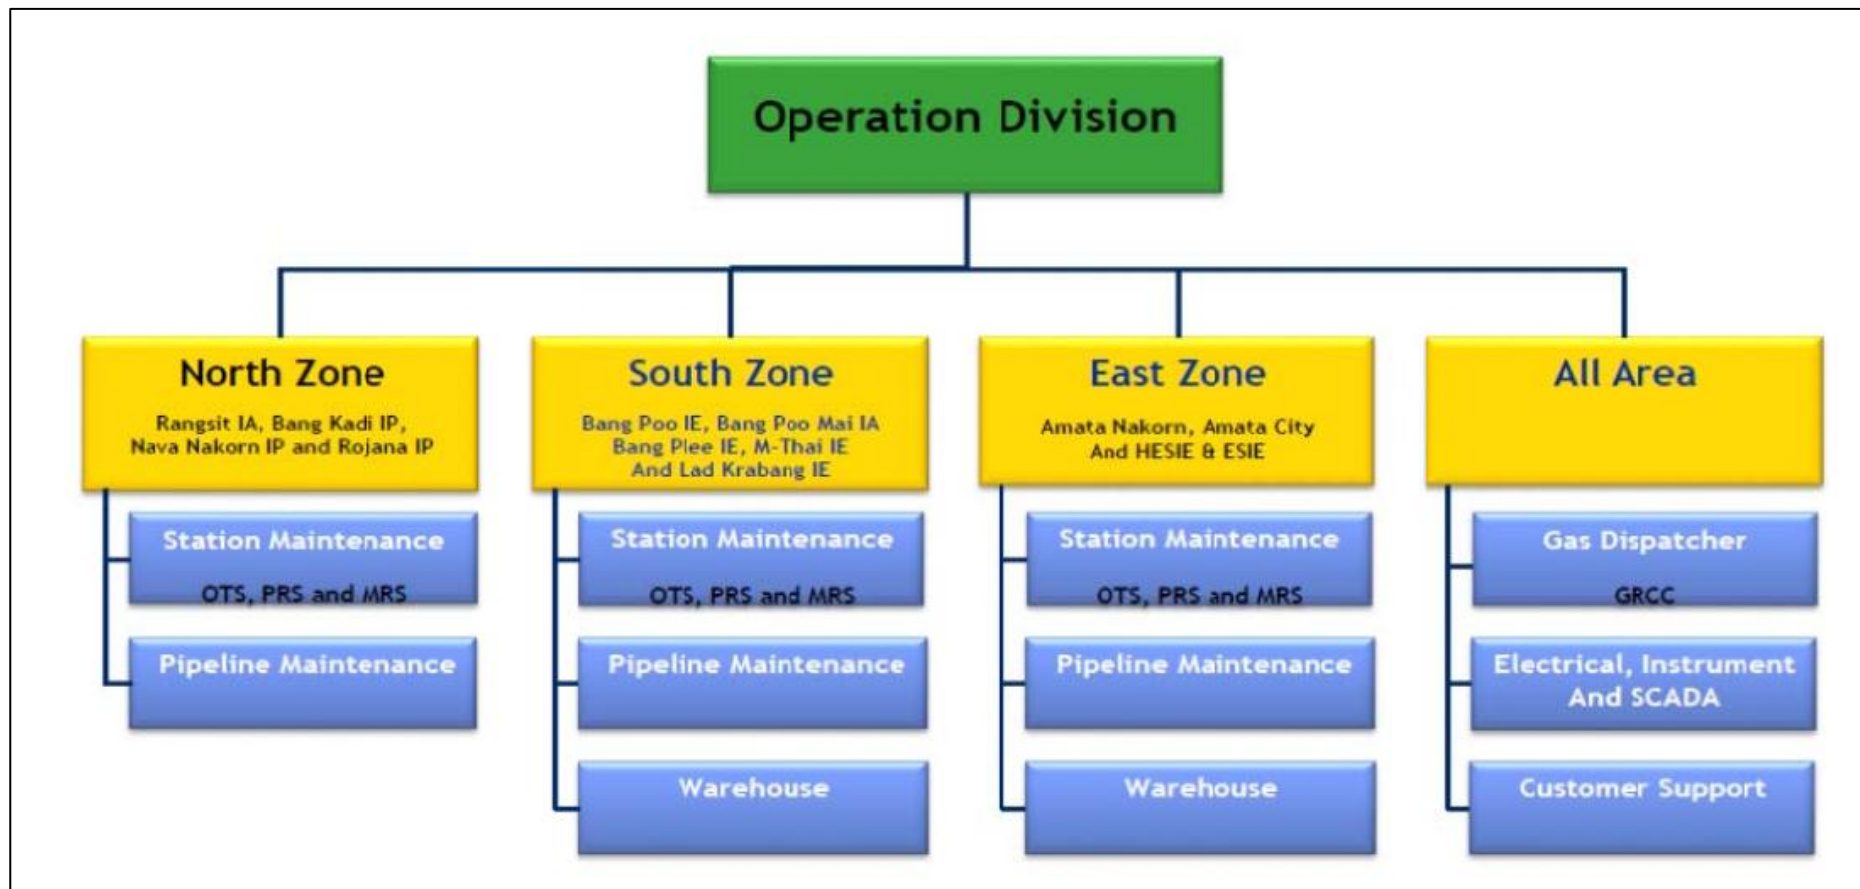 Operation Division
North Zone
Rangsit IA, Bang Kadi IP,
Nava Nakorn IP and Rojana IP
Station Maintenance
OTS, PRS and MRS
Pipeline Maintenance
South Zone
Bang Poo IE, Bang Poo Mai IA
Bang Plee IE, M-Thai IE
And Lad Krabang IE
Station Maintenance
OTS, PRS and MRS
Pipeline Maintenance
Warehouse
East Zone
Amata Nakorn, Amata City
And HESIE & ESIE
Station Maintenance
OTS, PRS and MRS
Pipeline Maintenance
Warehouse
All Area
Gas Dispatcher
GRCC
Electrical, Instrument
And SCADA
Customer Support